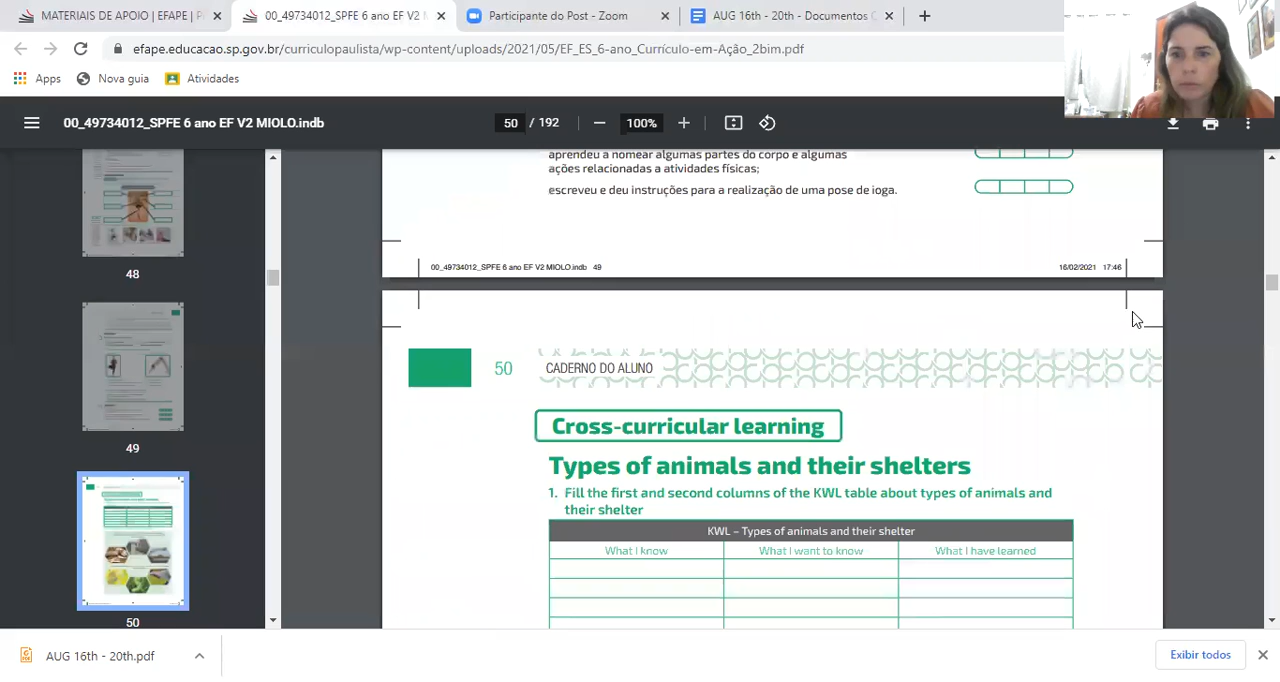 MATERIAIS DE APOIO | EFAPE | P
00_49734012_SPFE 6 ano EF V2 M
Participante do Post - Zoom
AUG 16th - 20th - Documentos
efape.educacao.sp.gov.br/curriculopaulista/wp-content/uploads/2021/05/EF_ES_6-ano_Currículo-em-Ação_2bim.pdf
Apps Nova guia Atividades
00_49734012_SPFE 6 ano EF V2 MIOLO.indb
50 / 192
100%
aprendeu a nomear algumas partes do corpo e algumas
ações relacionadas a atividades físicas;
escreveu e deu instruções para a realização de uma pose de ioga.
00_49734012_SPFE 6 ano EF V2 MIOLO.indb 49
16/02/2021 17:46
48
49
50
50
CADERNO DO ALUNO
Cross-curricular learning
Types of animals and their shelters
1. Fill the first and second columns of the KWL table about types of animals and
their shelter
KWL – Types of animals and their shelter
What I know What I want to know What I have learned
AUG 16th - 20th.pdf
Exibir todos